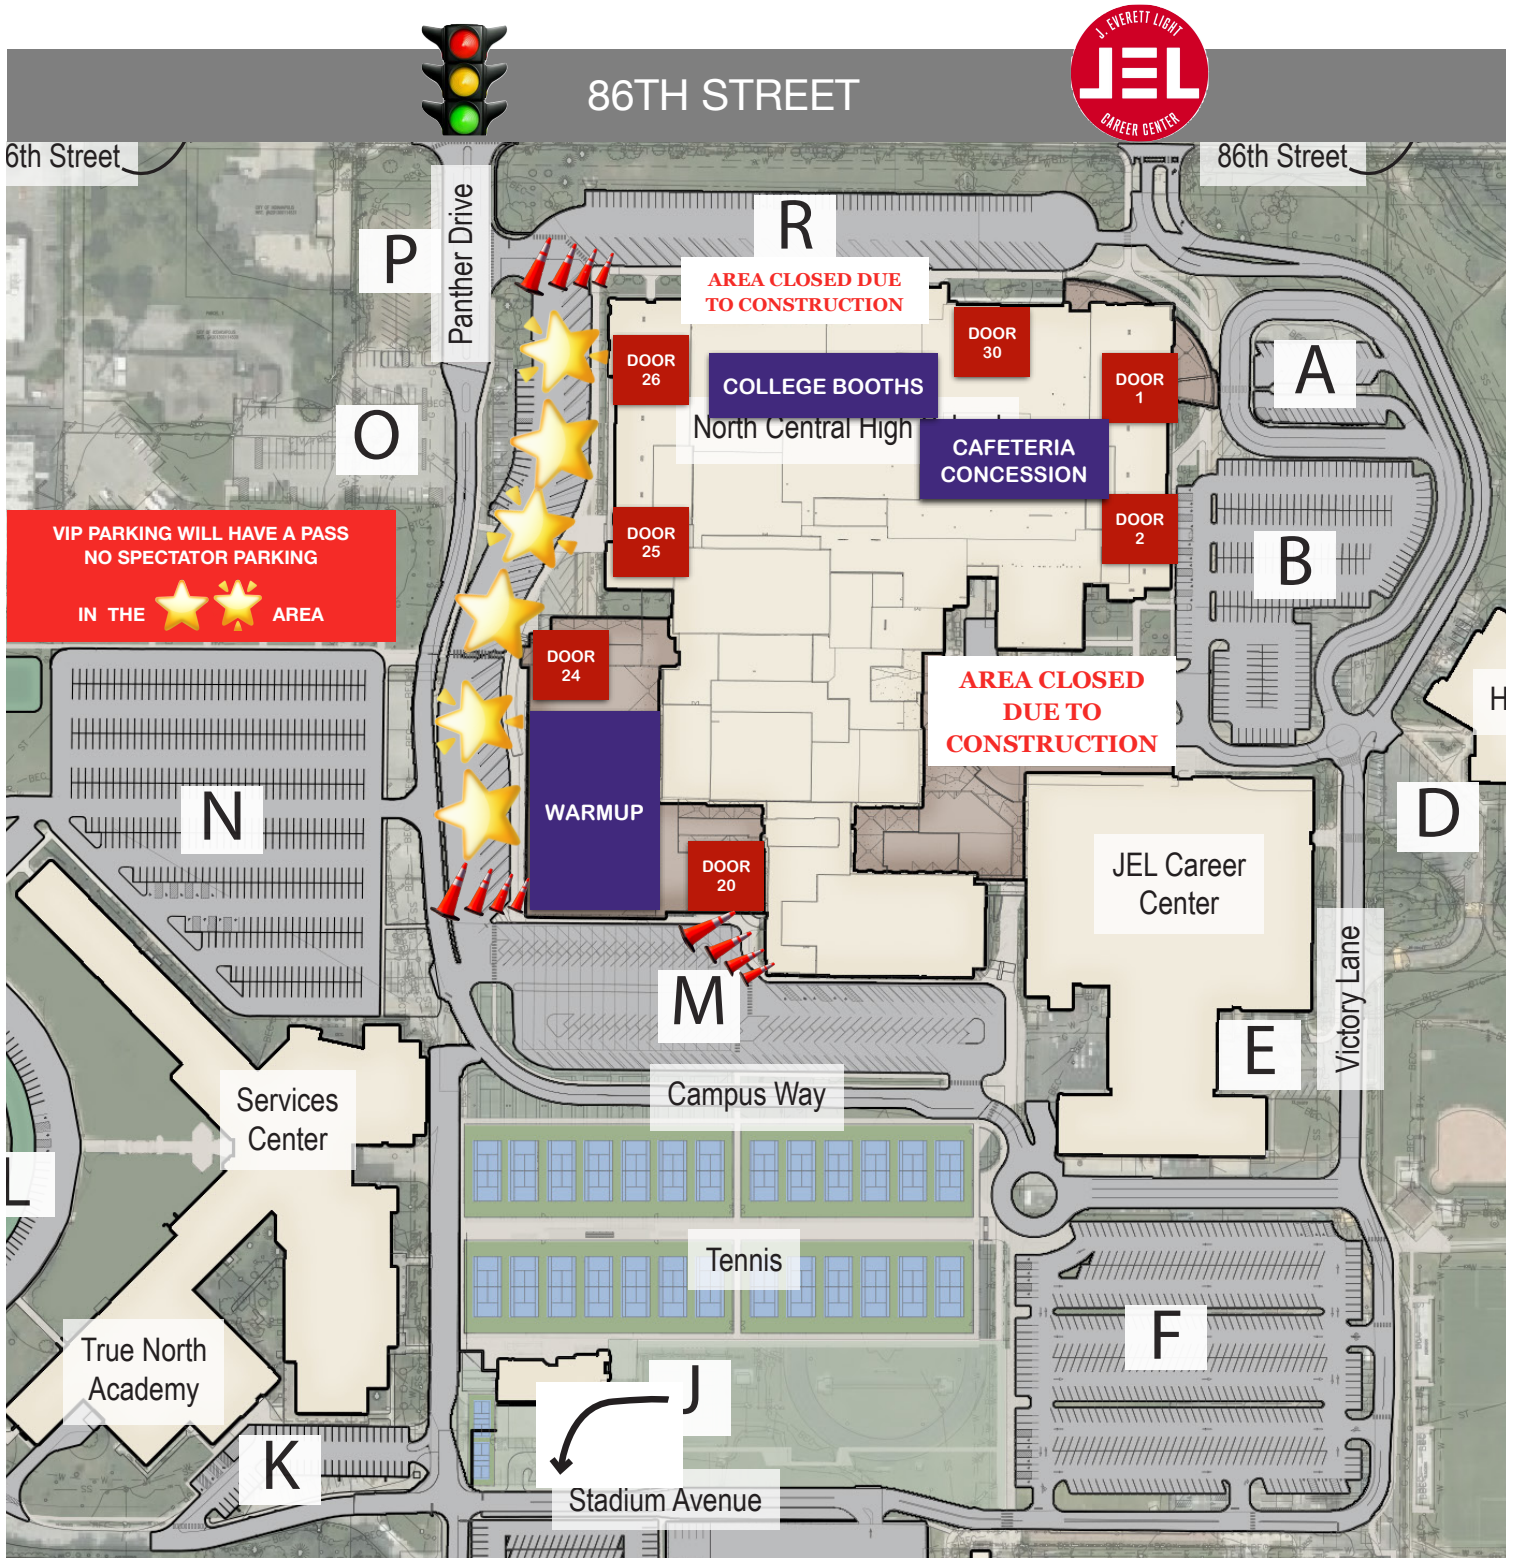 J. EVERETT LIGHT
JEL
CAREER CENTER
86TH STREET
6th Street
86th Street
Panther Drive
P
R
AREA CLOSED DUE
TO CONSTRUCTION
DOOR
30
DOOR
26
COLLEGE BOOTHS
DOOR
1
A
O
North Central High
CAFETERIA
CONCESSION
DOOR
25
DOOR
2
B
VIP PARKING WILL HAVE A PASS
NO SPECTATOR PARKING
IN THE AREA
DOOR
24
AREA CLOSED
DUE TO
CONSTRUCTION
H
N
WARMUP
D
DOOR
20
JEL Career
Center
M
E
Victory Lane
Services
Center
Campus Way
L
Tennis
True North
Academy
F
J
K
Stadium Avenue